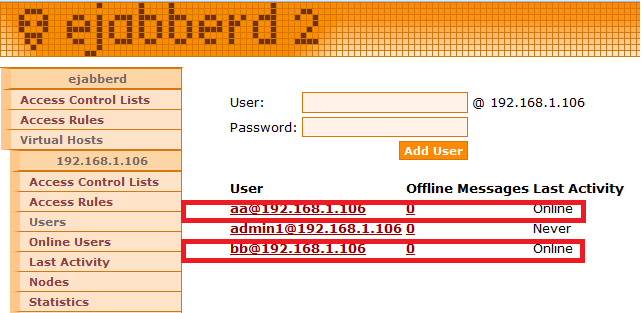 ejabberd 2
ejabberd
Access Control Lists
Access Rules
Virtual Hosts
192.168.1.106
Access Control Lists
Access Rules
Users
Online Users
Last Activity
Nodes
Statistics
User: @ 192.168.1.106
Password:
Add User
User Offline Messages Last Activity
aa@192.168.1.106 0 Online
admin1@192.168.1.106 0 Never
bb@192.168.1.106 0 Online